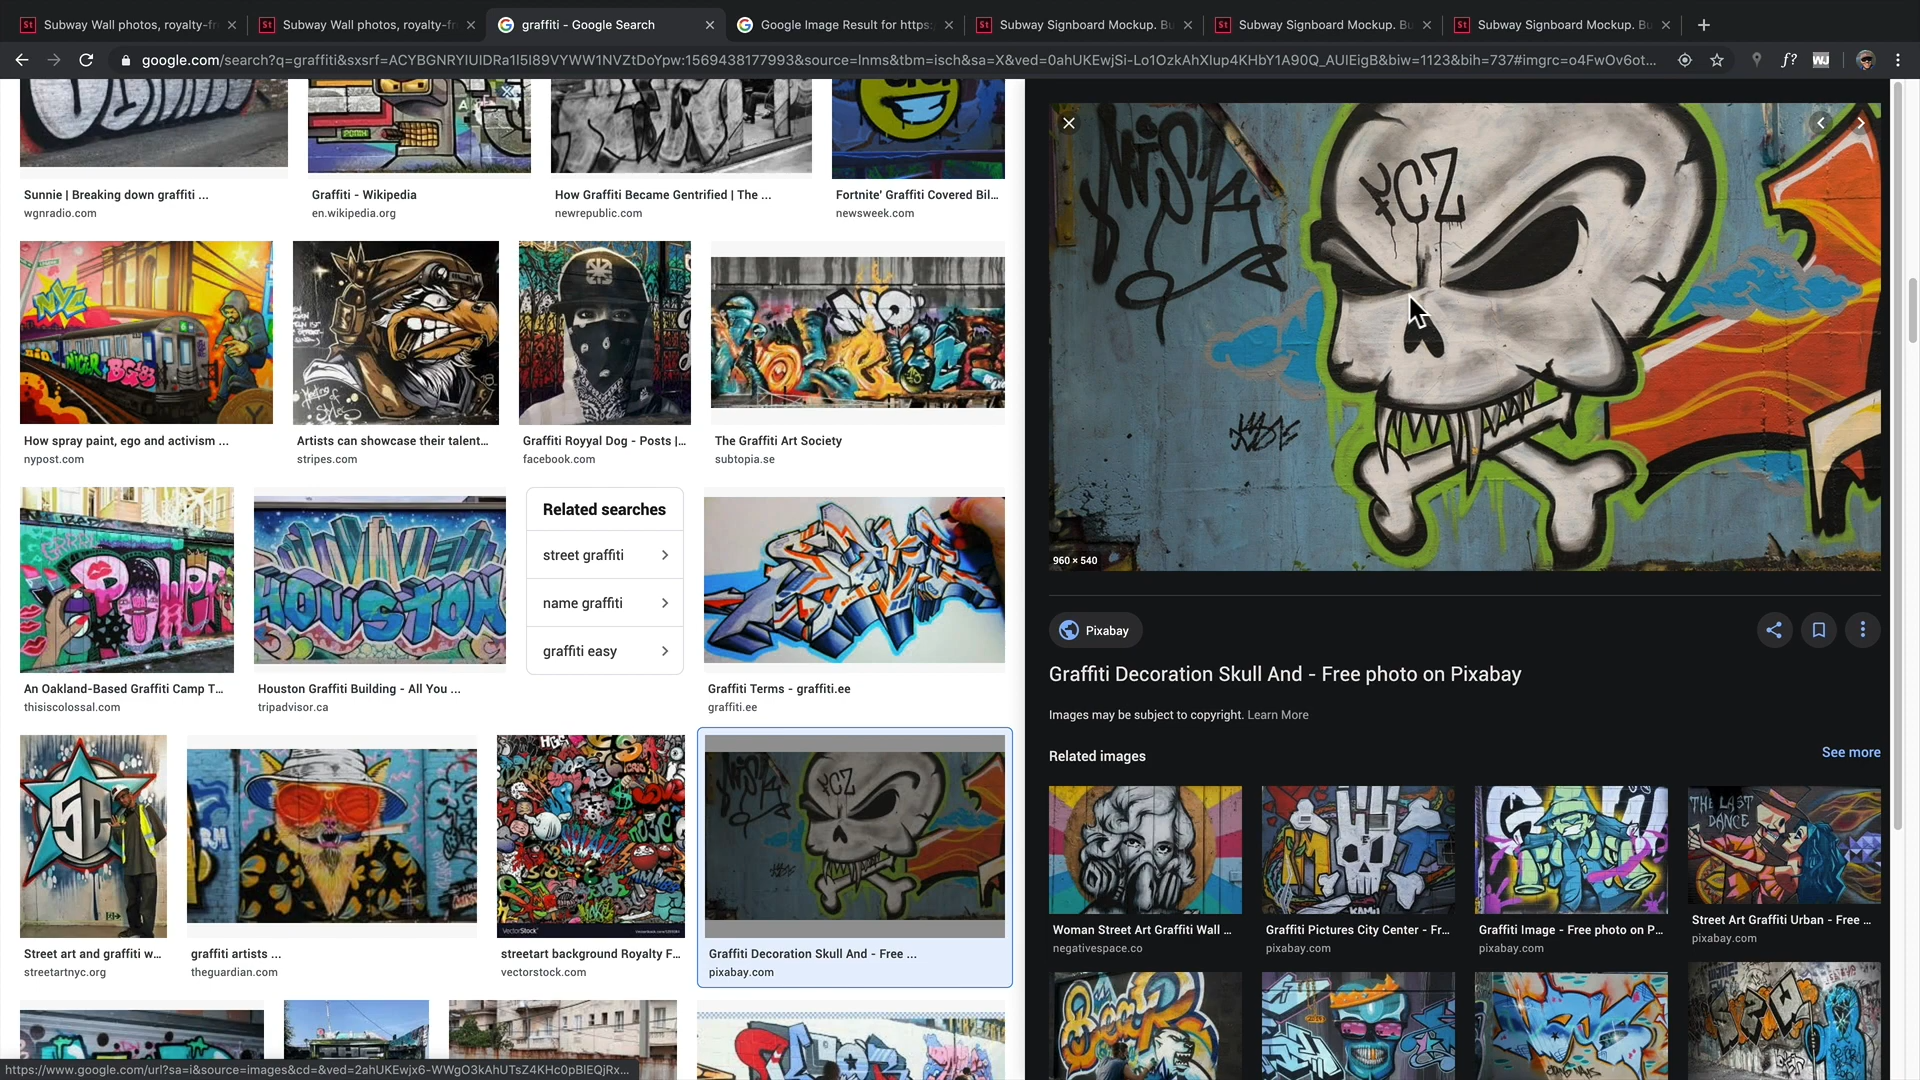 Subway Wall photos, royalty-fr
Subway Wall photos, royalty-fr
graffiti - Google Search
Google Image Result for https:
Subway Signboard Mockup. Bu
Subway Signboard Mockup. Bu
Subway Signboard Mockup. Bu
google.com/search?q=graffiti&sxsrf=ACYBGNRYIUIDRa1I5I89VYWW1NVZtDoYpw:1569438177993&source=lnms&tbm=isch&sa=X&ved=0ahUKEwjSi-Lo1OzkAhXIup4KHbY1A90Q_AUIEigB&biw=1123&bih=737#imgrc=o4FwOv6ot...
f?
WJ
Sunnie | Breaking down graffiti ...
wgnradio.com
Graffiti - Wikipedia
en.wikipedia.org
How Graffiti Became Gentrified | The ...
newrepublic.com
Fortnite' Graffiti Covered Bil...
newsweek.com
NYC
How spray paint, ego and activism ...
nypost.com
Artists can showcase their talent...
stripes.com
Graffiti Royyal Dog - Posts |...
facebook.com
The Graffiti Art Society
subtopia.se
POWER
An Oakland-Based Graffiti Camp T...
thisiscolossal.com
HOUSTON
Houston Graffiti Building - All You ...
tripadvisor.ca
Related searches
street graffiti
name graffiti
graffiti easy
Graffiti Terms - graffiti.ee
graffiti.ee
Street art and graffiti w...
streetartnyc.org
graffiti artists ...
theguardian.com
VectorStock
streetart background Royalty F...
vectorstock.com
Graffiti Decoration Skull And - Free ...
pixabay.com
960 × 540
Pixabay
Graffiti Decoration Skull And - Free photo on Pixabay
Images may be subject to copyright. Learn More
Related images
See more
Woman Street Art Graffiti Wall ...
negativespace.co
Graffiti Pictures City Center - Fr...
pixabay.com
Graffiti Image - Free photo on P...
pixabay.com
THE LAST
DANCE
Street Art Graffiti Urban - Free ...
pixabay.com
https://www.google.com/url?sa=i&source=images&cd=&ved=2ahUKEwjx6-WWgO3kAhUTsZ4KHc0pBIEQjRx...